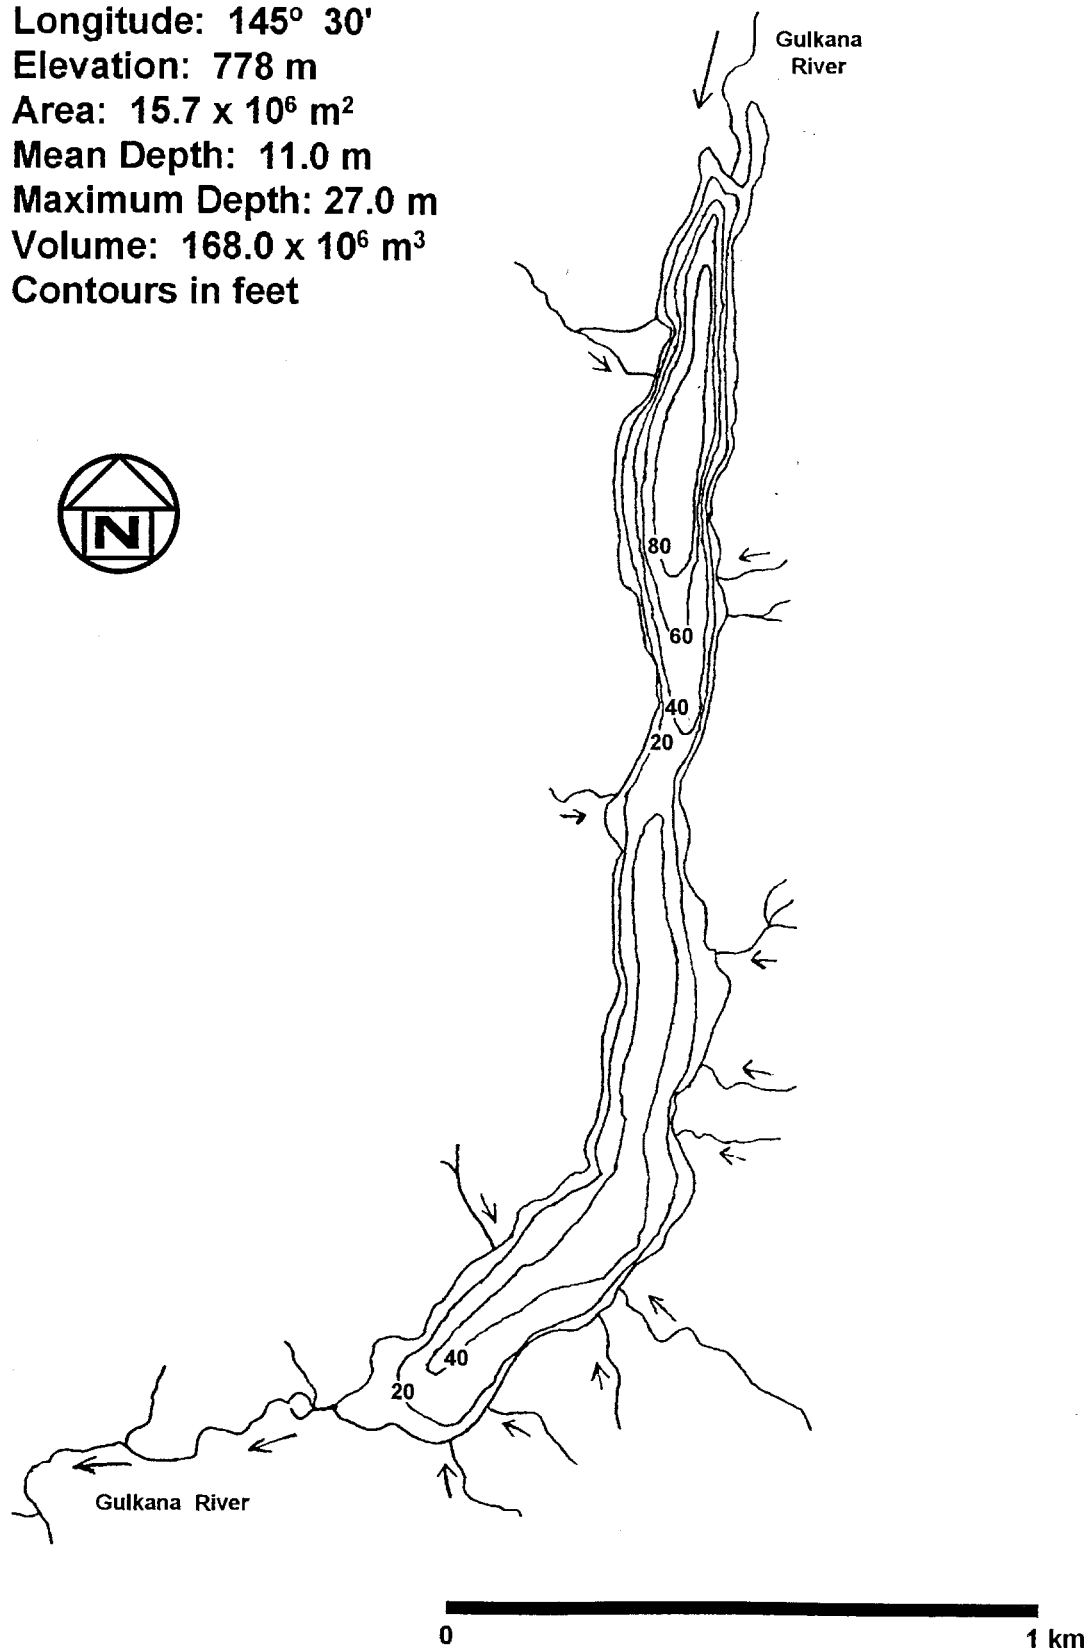 Longitude: 145º 30'
Elevation: 778 m
Area: 15.7 x 10⁶ m²
Mean Depth: 11.0 m
Maximum Depth: 27.0 m
Volume: 168.0 x 10⁶ m³
Contours in feet
Gulkana
River
N
80
60
40
20
40
20
Gulkana River
0
1 km